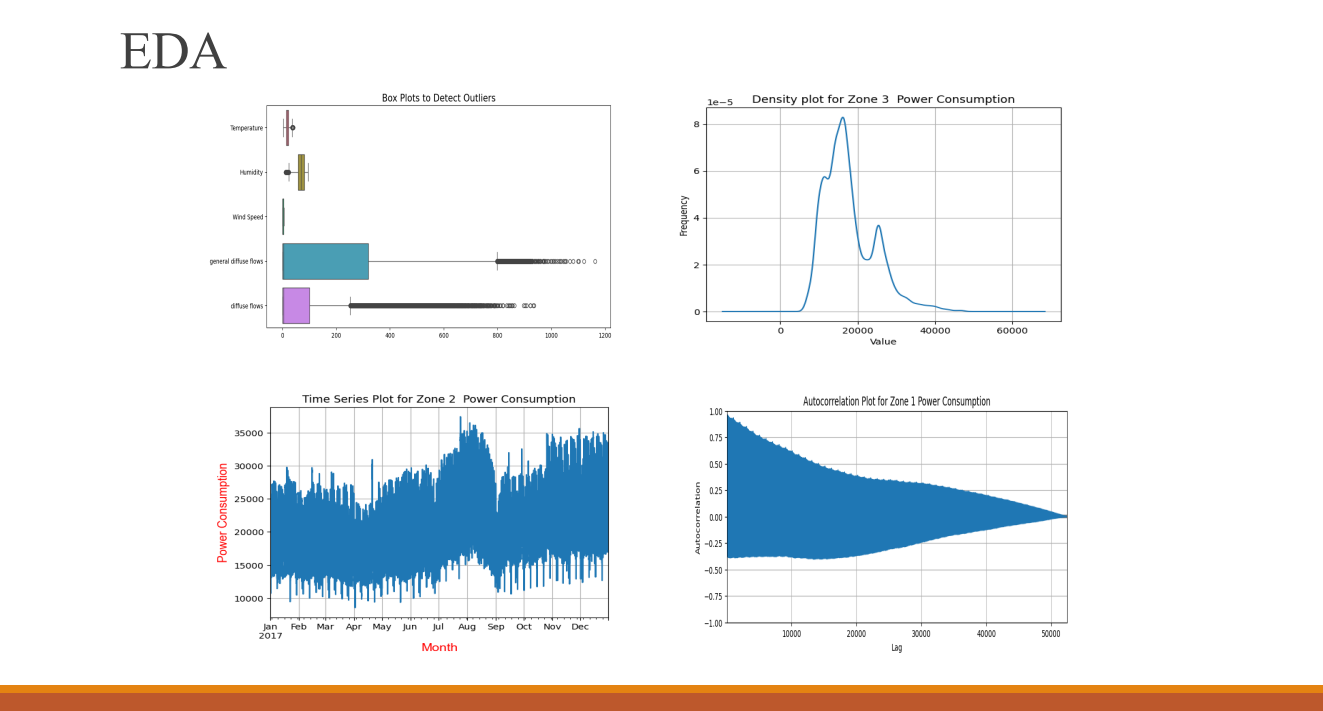 EDA
Box Plots to Detect Outliers
Temperature
Humidity
Wind Speed
general diffuse flows
diffuse flows
0 200 400 600 800 1000 1200
1e−5 Density plot for Zone 3 Power Consumption
8
6
4
2
0
Frequency
0 20000 40000 60000
Value
Time Series Plot for Zone 2 Power Consumption
35000
30000
25000
20000
15000
10000
Power Consumption
Jan Feb Mar Apr May Jun Jul Aug Sep Oct Nov Dec
2017
Month
Autocorrelation Plot for Zone 1 Power Consumption
1.00
0.75
0.50
0.25
0.00
−0.25
−0.50
−0.75
−1.00
Autocorrelation
10000 20000 30000 40000 50000
Lag